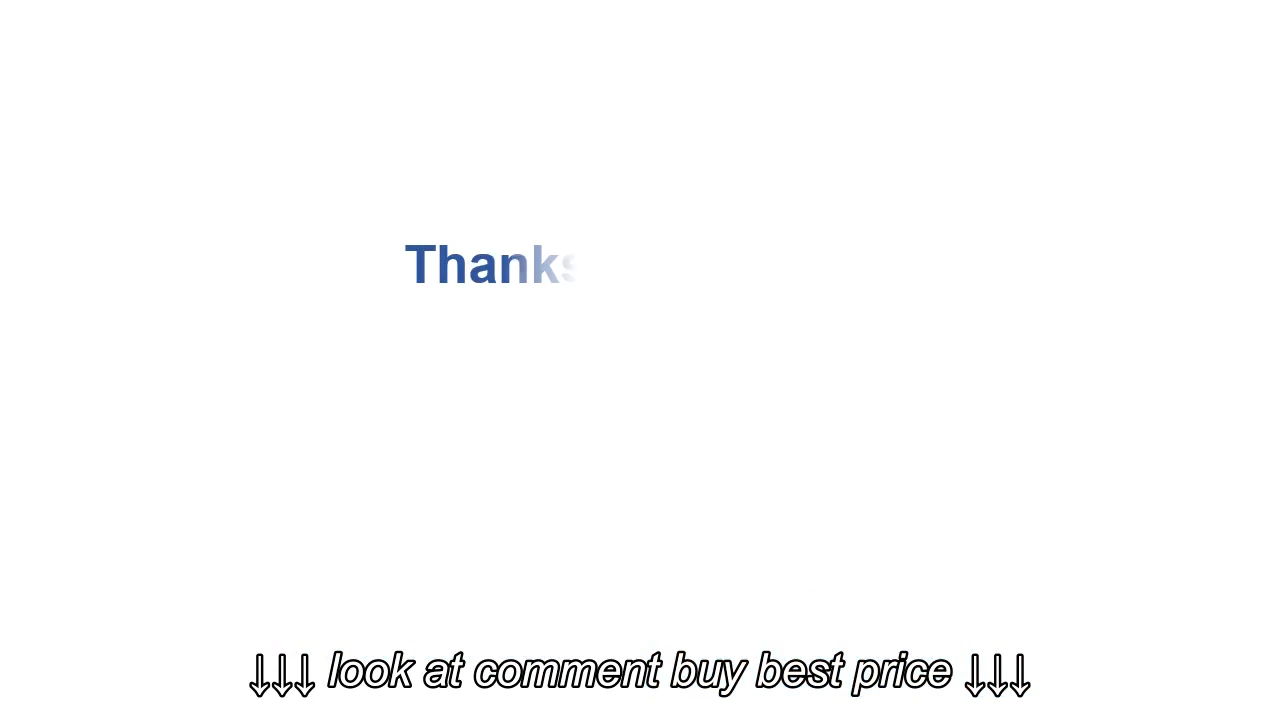 Thanks
↓↓↓ look at comment buy best price ↓↓↓